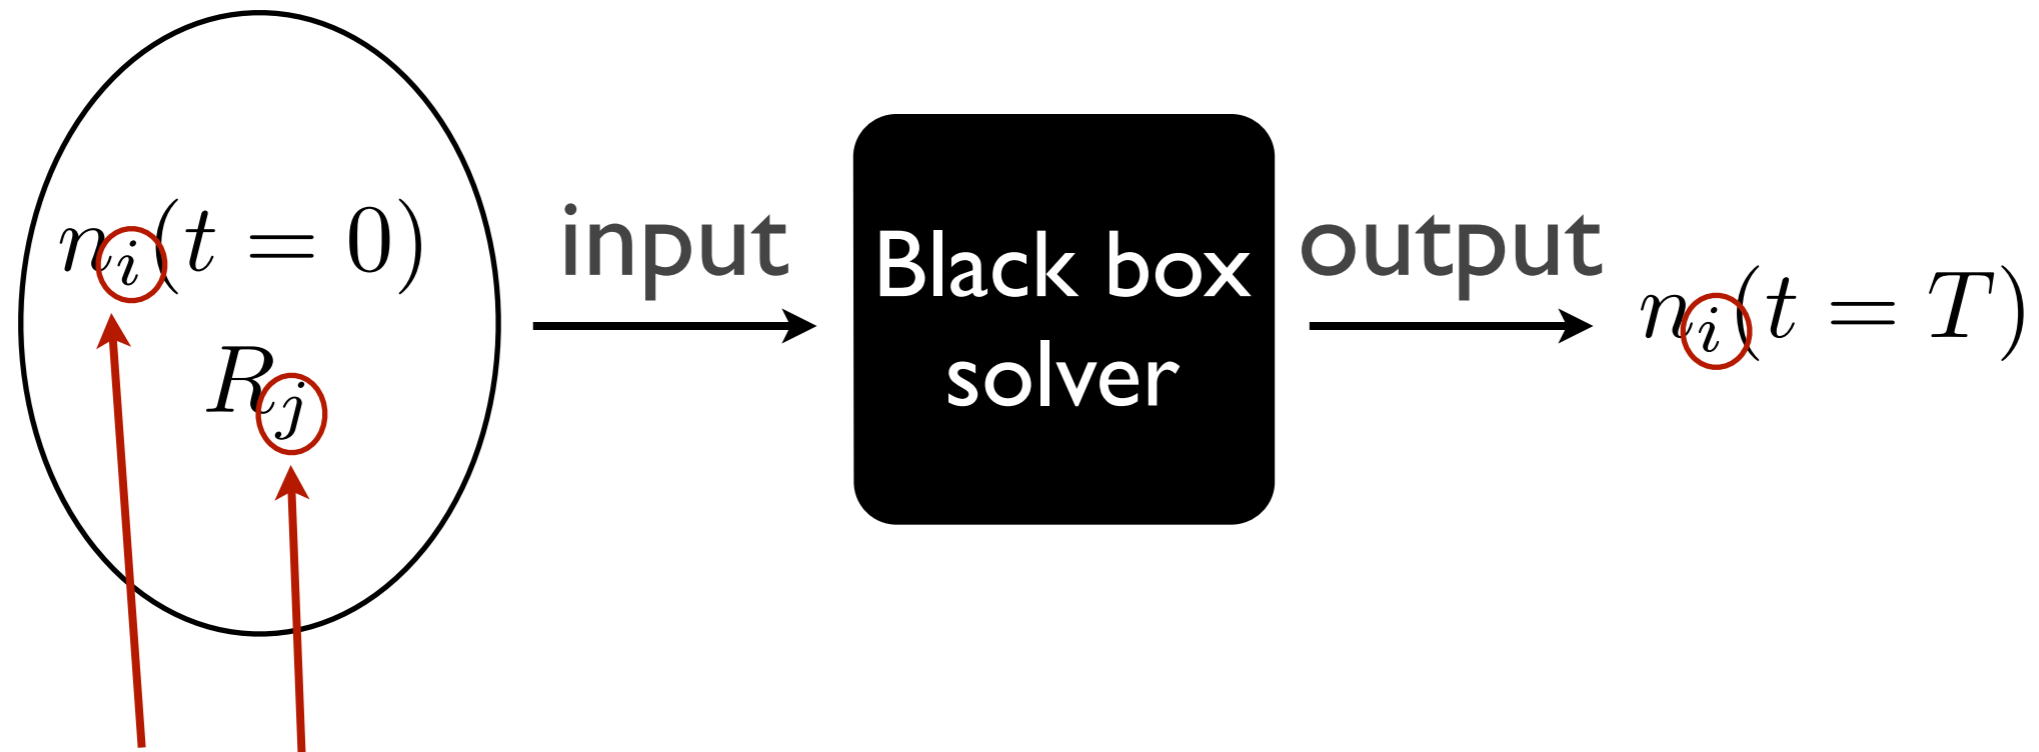 n_i(t = 0)
R_j
input
Black box
solver
output
n_i(t = T)